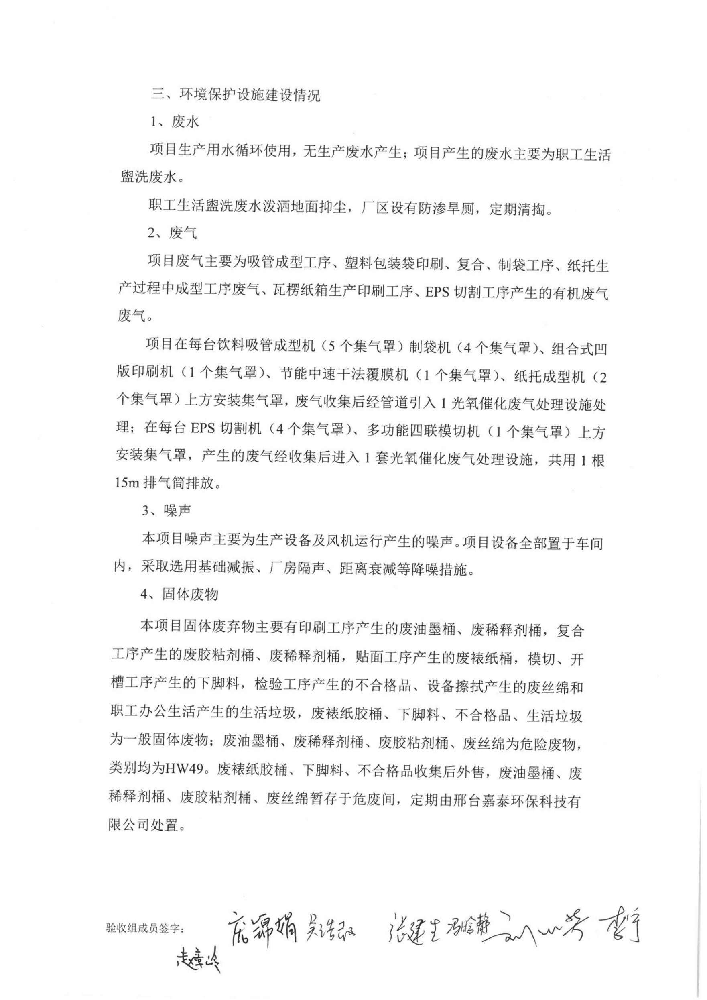 三、环境保护设施建设情况
1、废水
项目生产用水循环使用，无生产废水产生；项目产生的废水主要为职工生活
盥洗废水。
职工生活盥洗废水泼洒地面抑尘，厂区设有防渗旱厕，定期清掏。
2、废气
项目废气主要为吸管成型工序、塑料包装袋印刷、复合、制袋工序、纸托生
产过程中成型工序废气、瓦楞纸箱生产印刷工序、EPS 切割工序产生的有机废气
废气。
项目在每台饮料吸管成型机（5 个集气罩）制袋机（4 个集气罩）、组合式凹
版印刷机（1 个集气罩）、节能中速干法覆膜机（1 个集气罩）、纸托成型机（2
个集气罩）上方安装集气罩，废气收集后经管道引入 1 光氧催化废气处理设施处
理；在每台 EPS 切割机（4 个集气罩）、多功能四联模切机（1 个集气罩）上方
安装集气罩，产生的废气经收集后进入 1 套光氧催化废气处理设施，共用 1 根
15m 排气筒排放。
3、噪声
本项目噪声主要为生产设备及风机运行产生的噪声。项目设备全部置于车间
内，采取选用基础减振、厂房隔声、距离衰减等降噪措施。
4、固体废物
本项目固体废弃物主要有印刷工序产生的废油墨桶、废稀释剂桶，复合
工序产生的废胶粘剂桶、废稀释剂桶，贴面工序产生的废裱纸桶，模切、开
槽工序产生的下脚料，检验工序产生的不合格品、设备擦拭产生的废丝绵和
职工办公生活产生的生活垃圾，废裱纸胶桶、下脚料、不合格品、生活垃圾
为一般固体废物；废油墨桶、废稀释剂桶、废胶粘剂桶、废丝绵为危险废物，
类别均为HW49。废裱纸胶桶、下脚料、不合格品收集后外售，废油墨桶、废
稀释剂桶、废胶粘剂桶、废丝绵暂存于危废间，定期由邢台嘉泰环保科技有
限公司处置。
验收组成员签字： 张建生 冯晗静